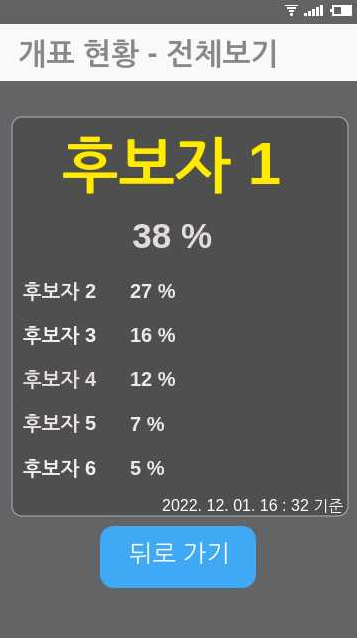 개표 현황 - 전체보기
후보자 1
38 %
후보자 2 27 %
후보자 3 16 %
후보자 4 12 %
후보자 5 7 %
후보자 6 5 %
2022. 12. 01. 16 : 32 기준
뒤로 가기